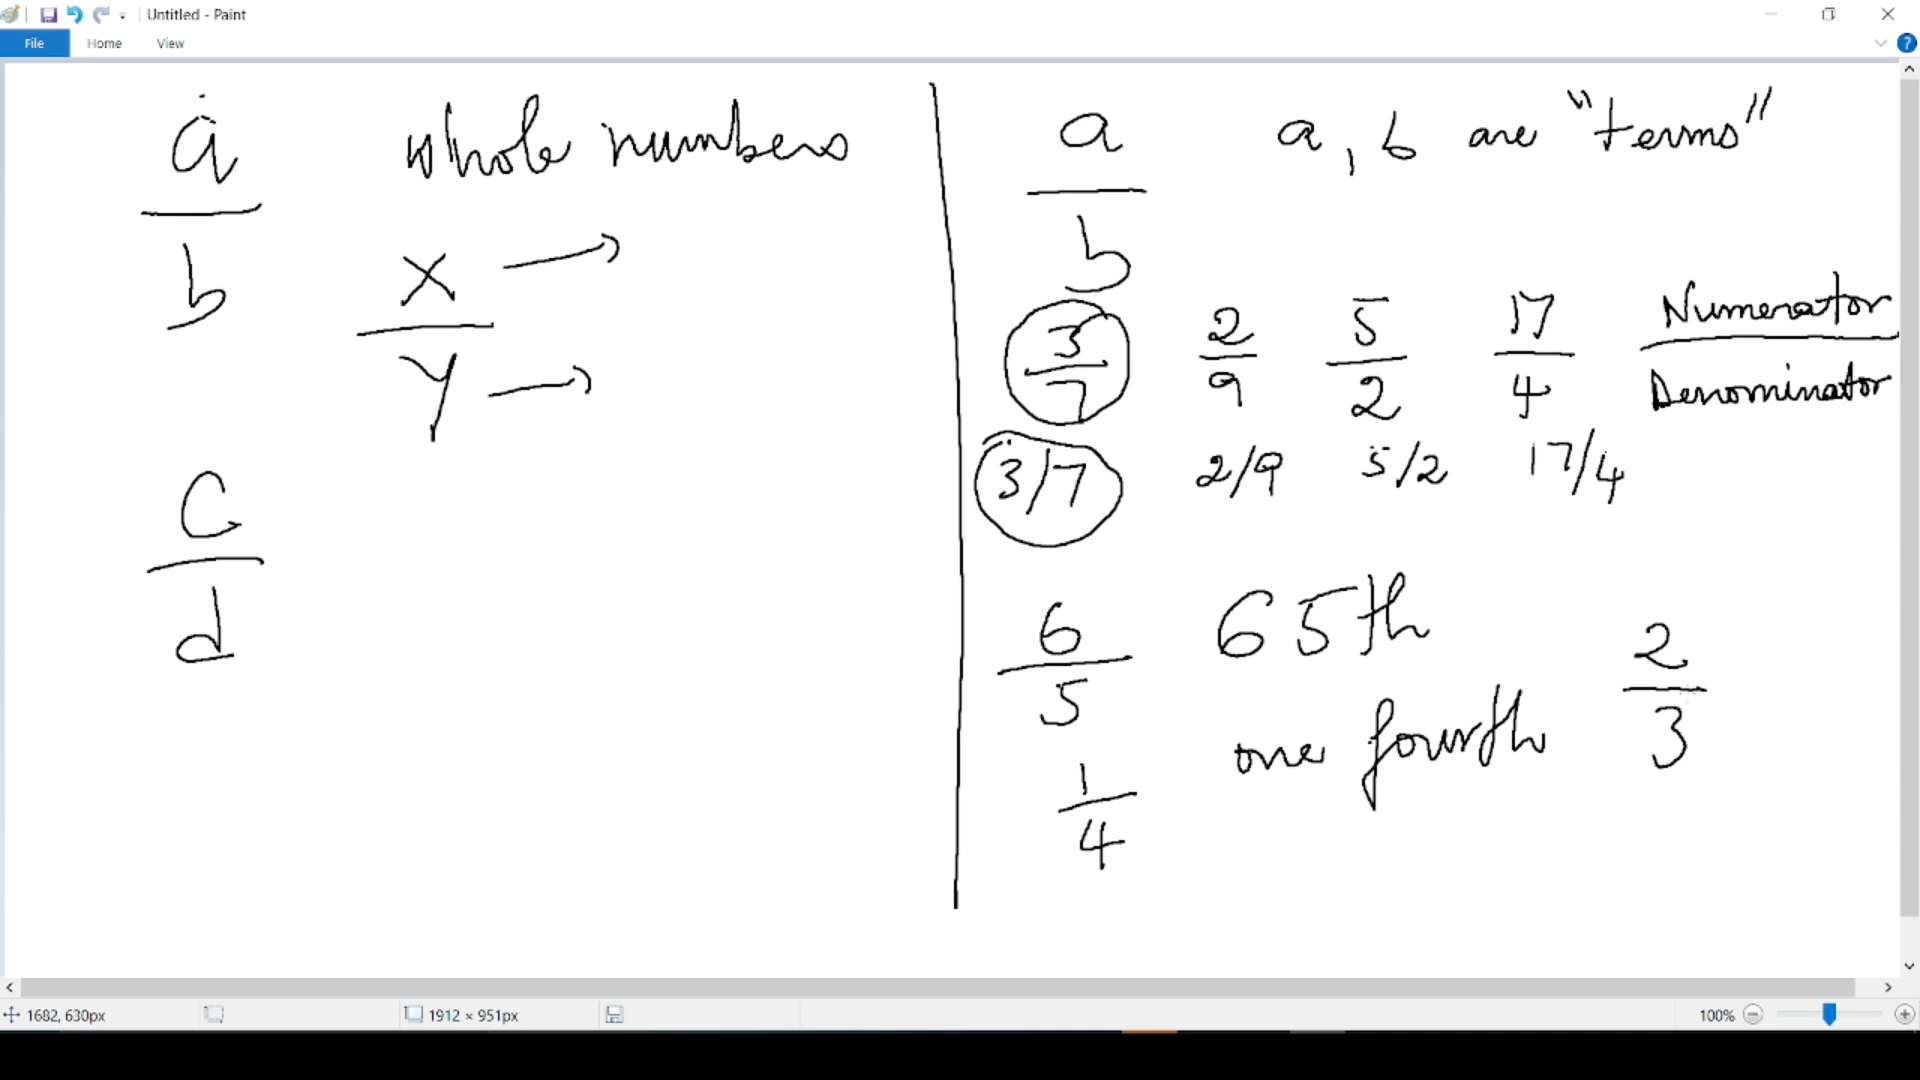 Untitled - Paint
File Home View
a/b whole numbers
x/y
c/d
a/b a, b are "terms"
3/7 2/9 5/2 17/4 Numerator/Denominator
3/7 2/9 5/2 17/4
6/5 6 5th 2/3
1/4 one fourth
1682, 630px 1912 × 951px 100%